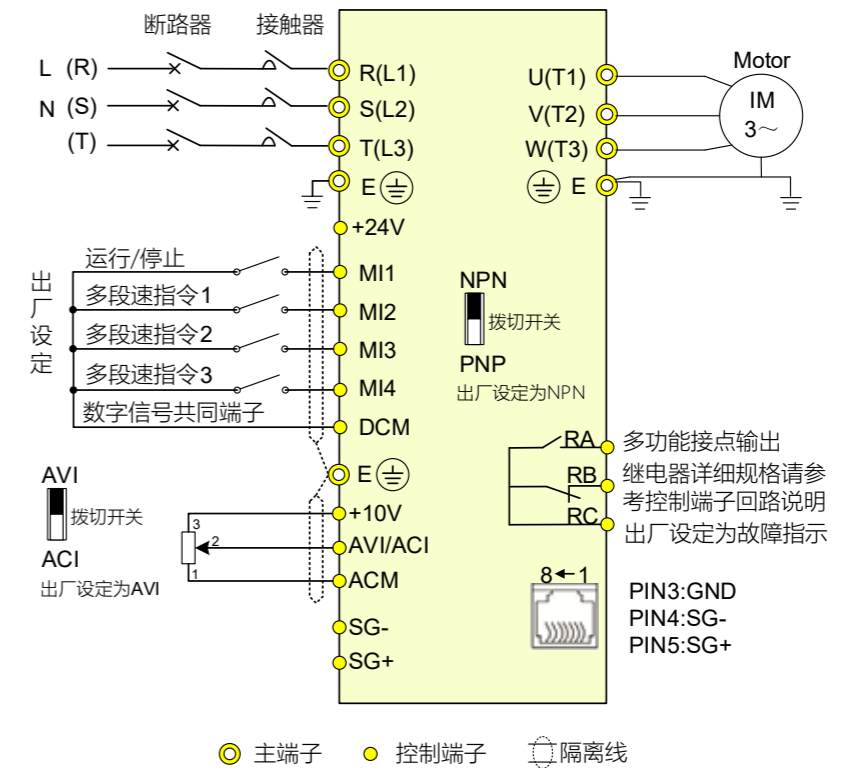 断路器 接触器
L (R)
N (S)
(T)
R(L1)
S(L2)
T(L3)
E
+24V
U(T1)
V(T2)
W(T3)
E
Motor
IM
3～
出厂设定
运行/停止
多段速指令1
多段速指令2
多段速指令3
数字信号共同端子
MI1
MI2
MI3
MI4
DCM
E
+10V
AVI/ACI
ACM
SG-
SG+
NPN
拨切开关
PNP
出厂设定为NPN
AVI
拨切开关
ACI
出厂设定为AVI
3
2
1
RA
RB
RC
多功能接点输出
继电器详细规格请参
考控制端子回路说明
出厂设定为故障指示
8←1
PIN3:GND
PIN4:SG-
PIN5:SG+
主端子 控制端子 隔离线